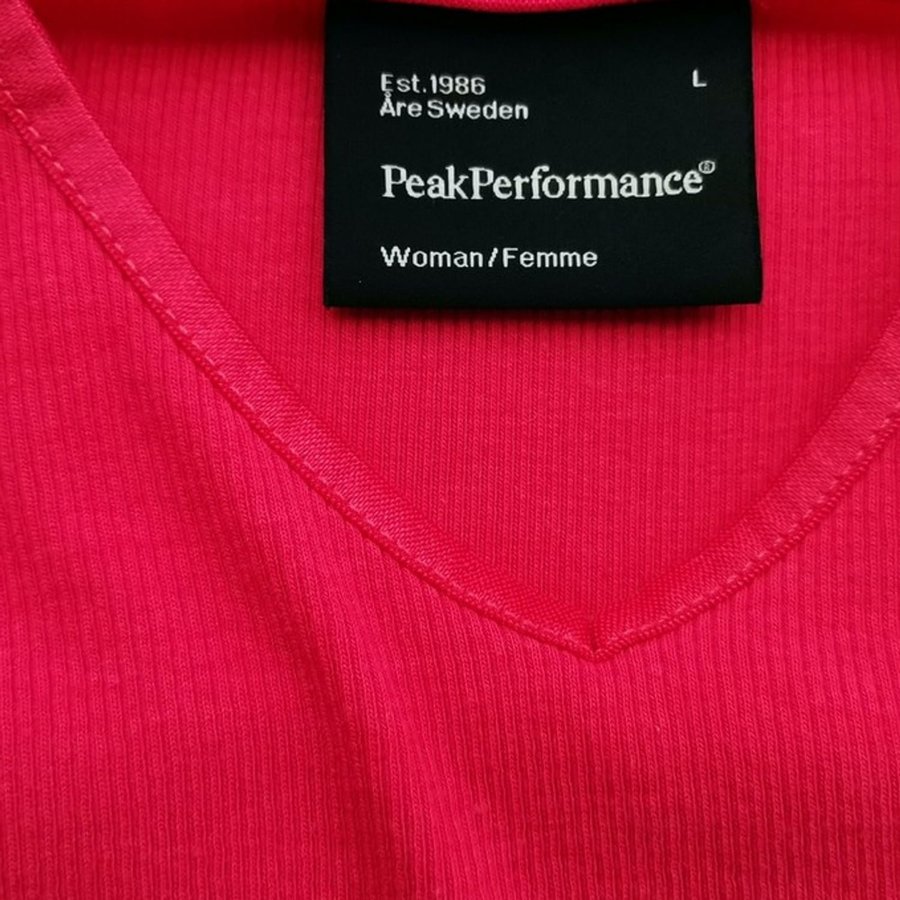 Est.1986 L
Åre Sweden
PeakPerformance®
Woman/Femme